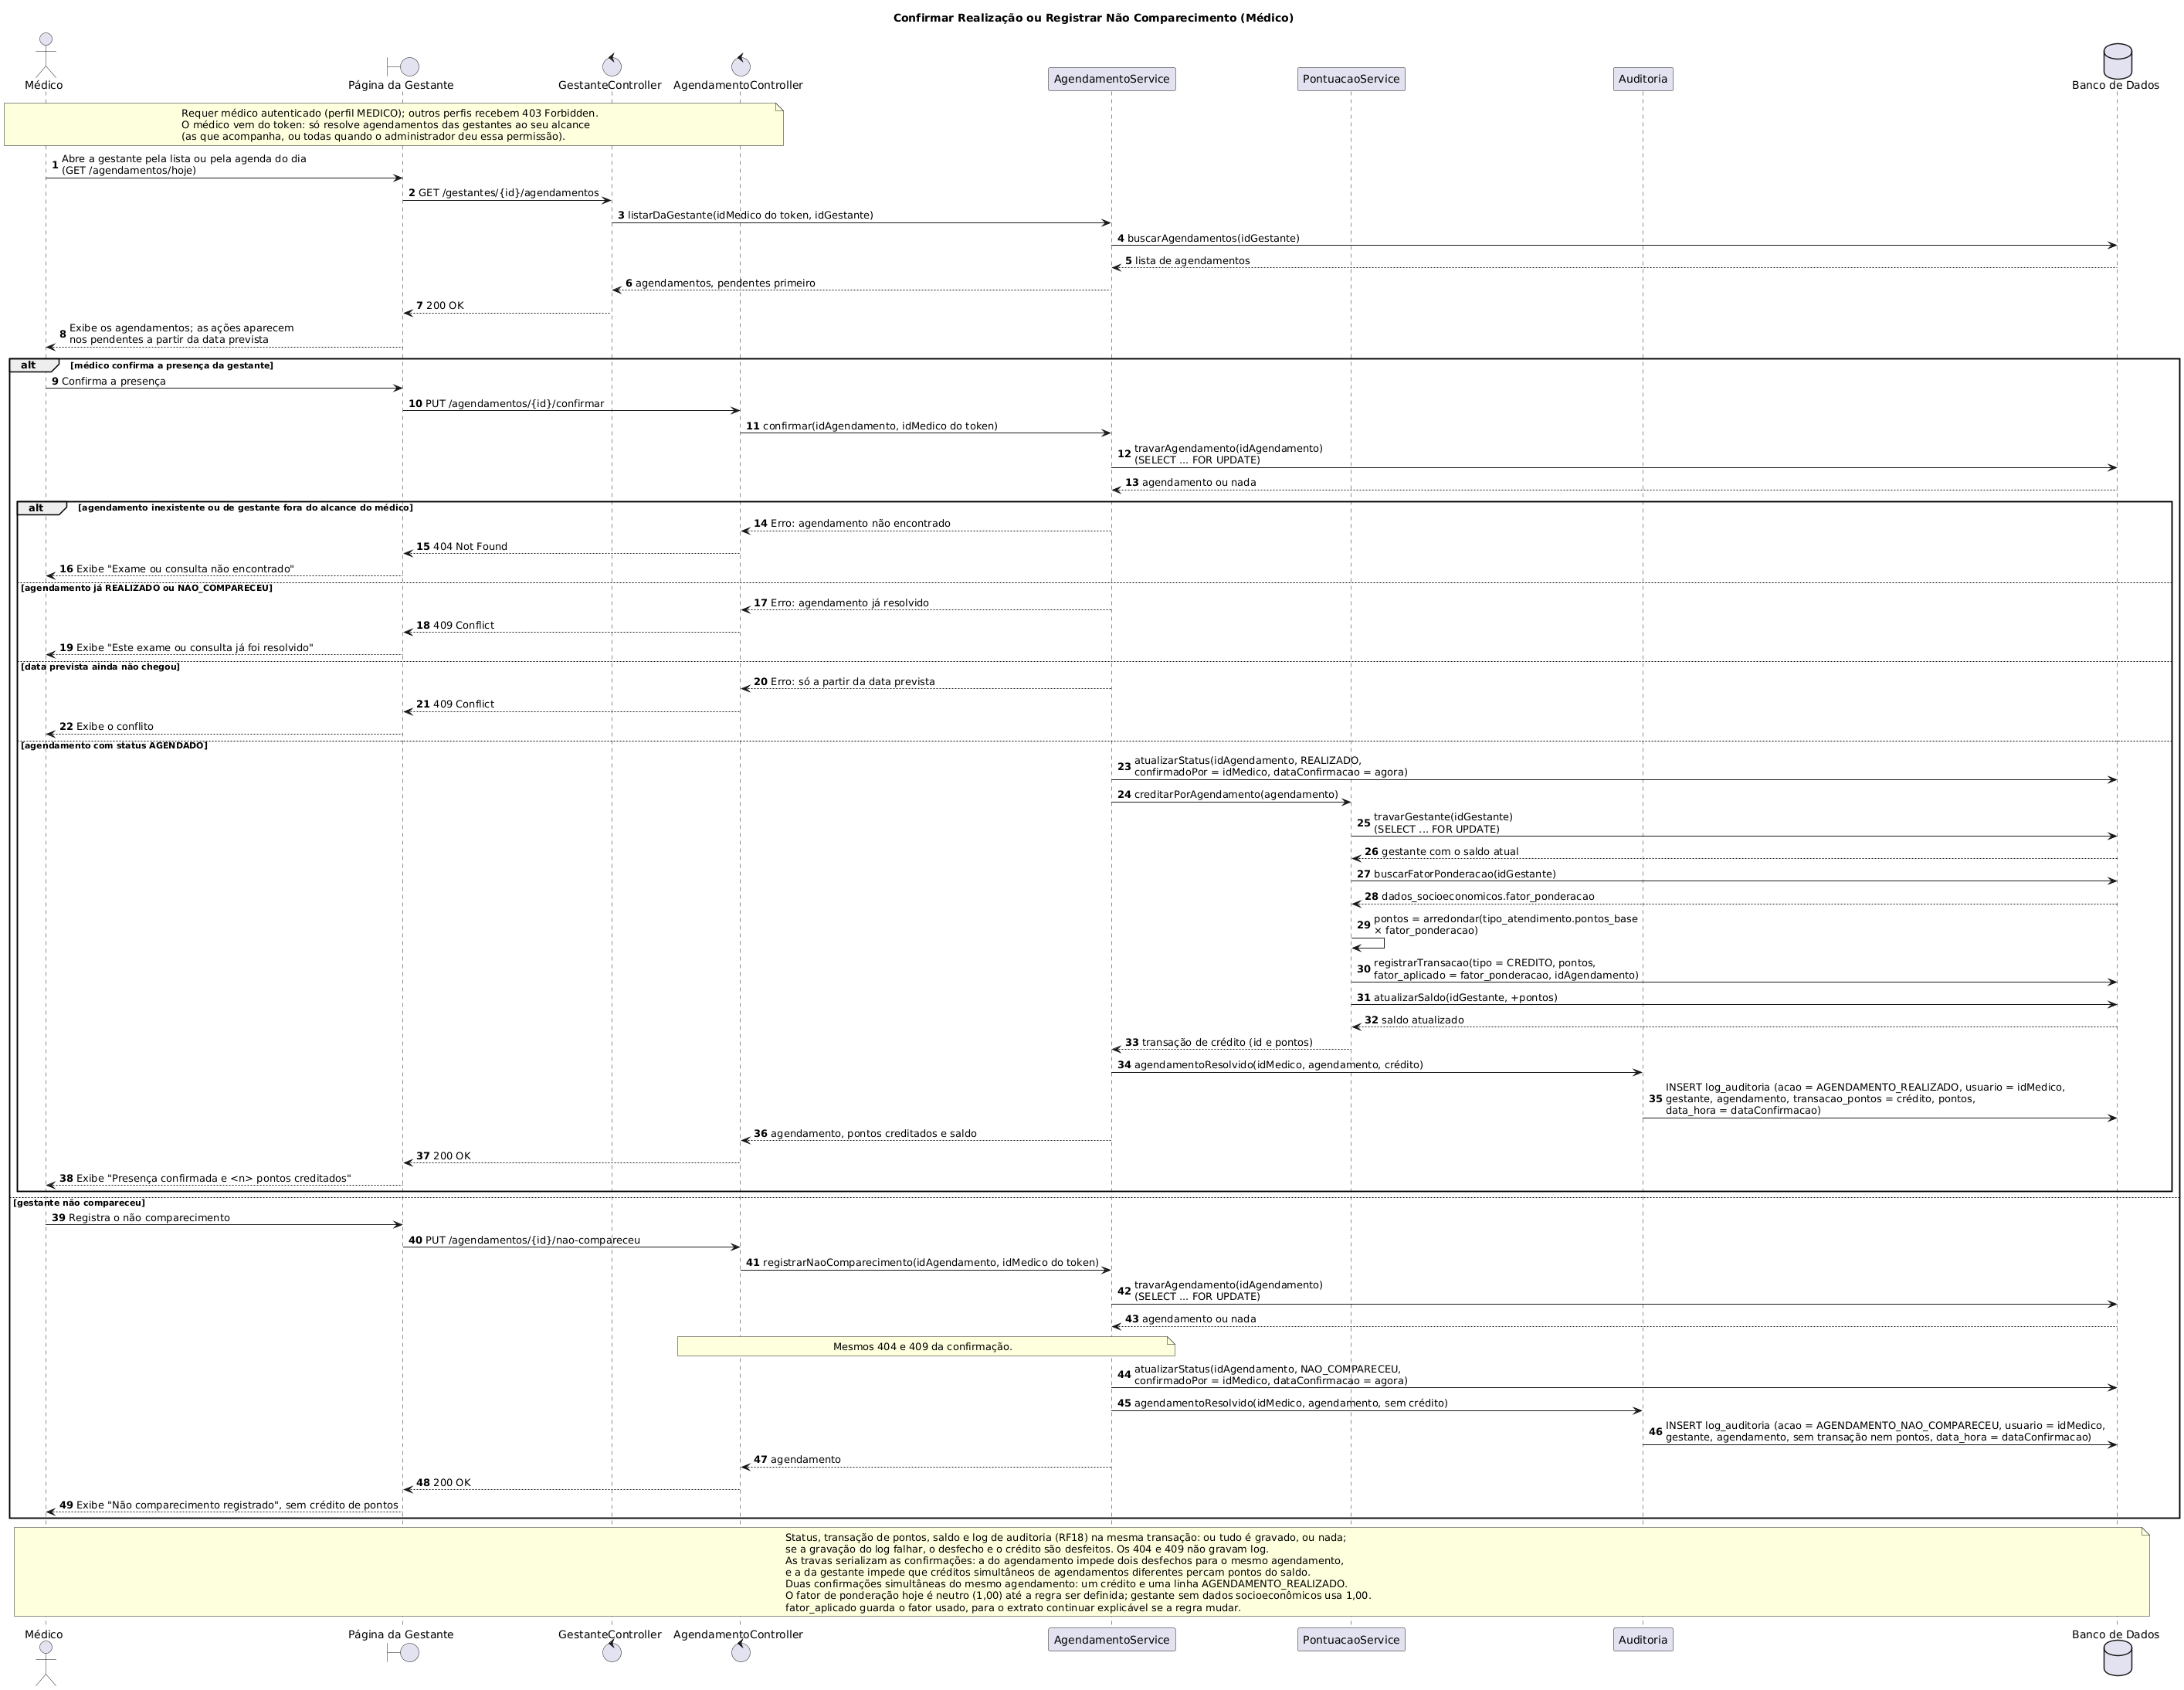 Confirmar Realização ou Registrar Não Comparecimento (Médico)
Médico
Página da Gestante
GestanteController
AgendamentoController
AgendamentoService
PontuacaoService
Auditoria
Banco de Dados
Requer médico autenticado (perfil MEDICO); outros perfis recebem 403 Forbidden.
O médico vem do token: só resolve agendamentos das gestantes ao seu alcance
(as que acompanha, ou todas quando o administrador deu essa permissão).
1 Abre a gestante pela lista ou pela agenda do dia
(GET /agendamentos/hoje)
2 GET /gestantes/{id}/agendamentos
3 listarDaGestante(idMedico do token, idGestante)
4 buscarAgendamentos(idGestante)
5 lista de agendamentos
6 agendamentos, pendentes primeiro
7 200 OK
8 Exibe os agendamentos; as ações aparecem
nos pendentes a partir da data prevista
alt [médico confirma a presença da gestante]
9 Confirma a presença
10 PUT /agendamentos/{id}/confirmar
11 confirmar(idAgendamento, idMedico do token)
12 travarAgendamento(idAgendamento)
(SELECT ... FOR UPDATE)
13 agendamento ou nada
alt [agendamento inexistente ou de gestante fora do alcance do médico]
14 Erro: agendamento não encontrado
15 404 Not Found
16 Exibe "Exame ou consulta não encontrado"
[agendamento já REALIZADO ou NAO_COMPARECEU]
17 Erro: agendamento já resolvido
18 409 Conflict
19 Exibe "Este exame ou consulta já foi resolvido"
[data prevista ainda não chegou]
20 Erro: só a partir da data prevista
21 409 Conflict
22 Exibe o conflito
[agendamento com status AGENDADO]
23 atualizarStatus(idAgendamento, REALIZADO,
confirmadoPor = idMedico, dataConfirmacao = agora)
24 creditarPorAgendamento(agendamento)
25 travarGestante(idGestante)
(SELECT ... FOR UPDATE)
26 gestante com o saldo atual
27 buscarFatorPonderacao(idGestante)
28 dados_socioeconomicos.fator_ponderacao
29 pontos = arredondar(tipo_atendimento.pontos_base
× fator_ponderacao)
30 registrarTransacao(tipo = CREDITO, pontos,
fator_aplicado = fator_ponderacao, idAgendamento)
31 atualizarSaldo(idGestante, +pontos)
32 saldo atualizado
33 transação de crédito (id e pontos)
34 agendamentoResolvido(idMedico, agendamento, crédito)
35 INSERT log_auditoria (acao = AGENDAMENTO_REALIZADO, usuario = idMedico,
gestante, agendamento, transacao_pontos = crédito, pontos,
data_hora = dataConfirmacao)
36 agendamento, pontos creditados e saldo
37 200 OK
38 Exibe "Presença confirmada e <n> pontos creditados"
[gestante não compareceu]
39 Registra o não comparecimento
40 PUT /agendamentos/{id}/nao-compareceu
41 registrarNaoComparecimento(idAgendamento, idMedico do token)
42 travarAgendamento(idAgendamento)
(SELECT ... FOR UPDATE)
43 agendamento ou nada
Mesmos 404 e 409 da confirmação.
44 atualizarStatus(idAgendamento, NAO_COMPARECEU,
confirmadoPor = idMedico, dataConfirmacao = agora)
45 agendamentoResolvido(idMedico, agendamento, sem crédito)
46 INSERT log_auditoria (acao = AGENDAMENTO_NAO_COMPARECEU, usuario = idMedico,
gestante, agendamento, sem transação nem pontos, data_hora = dataConfirmacao)
47 agendamento
48 200 OK
49 Exibe "Não comparecimento registrado", sem crédito de pontos
Status, transação de pontos, saldo e log de auditoria (RF18) na mesma transação: ou tudo é gravado, ou nada;
se a gravação do log falhar, o desfecho e o crédito são desfeitos. Os 404 e 409 não gravam log.
As travas serializam as confirmações: a do agendamento impede dois desfechos para o mesmo agendamento,
e a da gestante impede que créditos simultâneos de agendamentos diferentes percam pontos do saldo.
Duas confirmações simultâneas do mesmo agendamento: um crédito e uma linha AGENDAMENTO_REALIZADO.
O fator de ponderação hoje é neutro (1,00) até a regra ser definida; gestante sem dados socioeconômicos usa 1,00.
fator_aplicado guarda o fator usado, para o extrato continuar explicável se a regra mudar.
Médico
Página da Gestante
GestanteController
AgendamentoController
AgendamentoService
PontuacaoService
Auditoria
Banco de Dados